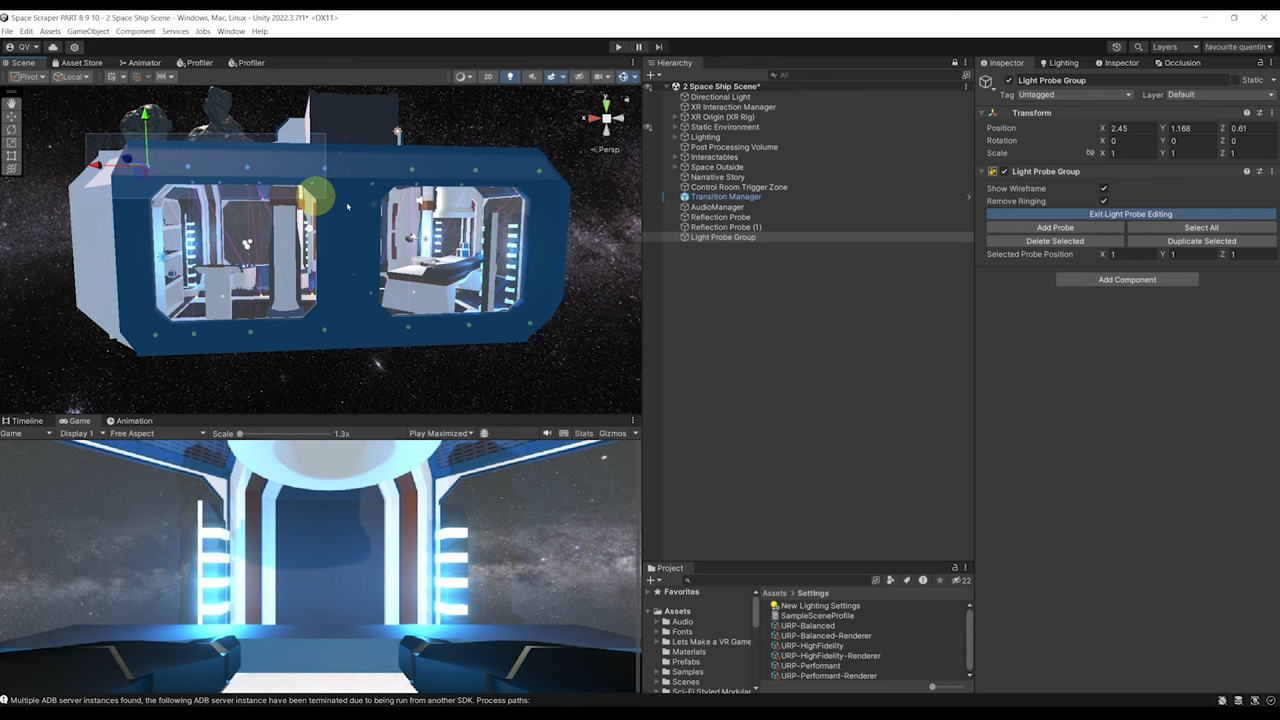 Space Scraper PART 8 9 10 - 2 Space Ship Scene - Windows, Mac, Linux - Unity 2022.3.7f1* <DX11>
File Edit Assets GameObject Component Services Jobs Window Help
QV Layers favourite quentin
Scene Asset Store Animator Profiler Profiler
Pivot Local 2D
y x Persp
Timeline Game Animation
Game Display 1 Free Aspect Scale 1.3x Play Maximized Stats Gizmos
Hierarchy
All
2 Space Ship Scene*
Directional Light
XR Interaction Manager
XR Origin (XR Rig)
Static Environment
Lighting
Post Processing Volume
Interactables
Space Outside
Narrative Story
Control Room Trigger Zone
Transition Manager
AudioManager
Reflection Probe
Reflection Probe (1)
Light Probe Group
Project
22
Favorites
Assets
Audio
Fonts
Lets Make a VR Game
Materials
Prefabs
Samples
Scenes
Sci-Fi Styled Modular
Assets > Settings
New Lighting Settings
SampleSceneProfile
URP-Balanced
URP-Balanced-Renderer
URP-HighFidelity
URP-HighFidelity-Renderer
URP-Performant
URP-Performant-Renderer
Inspector Lighting Inspector Occlusion
Light Probe Group Static
Tag Untagged Layer Default
Transform
Position X 2.45 Y 1.168 Z 0.61
Rotation X 0 Y 0 Z 0
Scale X 1 Y 1 Z 1
Light Probe Group
Show Wireframe
Remove Ringing
Exit Light Probe Editing
Add Probe Select All
Delete Selected Duplicate Selected
Selected Probe Position X 1 Y 1 Z 1
Add Component
Multiple ADB server instances found, the following ADB server instance have been terminated due to being run from another SDK. Process paths: